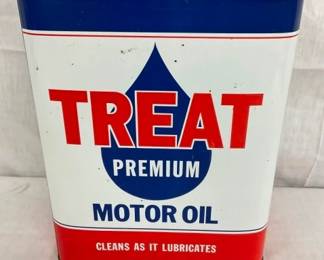 TREAT
PREMIUM
MOTOR OIL
CLEANS AS IT LUBRICATES